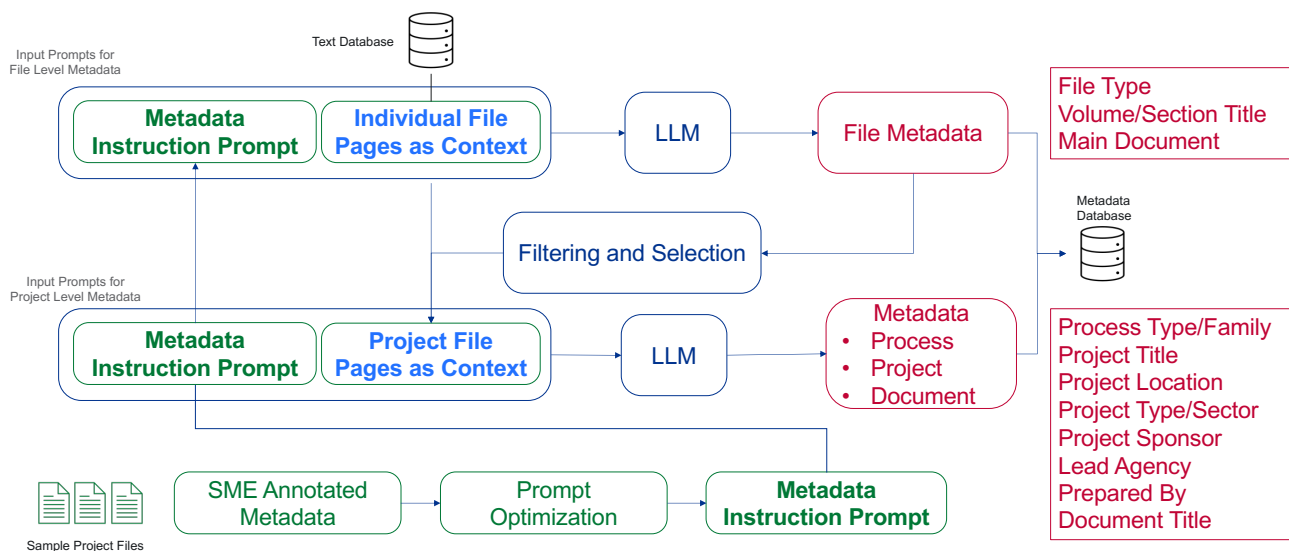 Text Database
Input Prompts for
File Level Metadata
Metadata
Instruction Prompt
Individual File
Pages as Context
LLM
File Metadata
File Type
Volume/Section Title
Main Document
Filtering and Selection
Metadata
Database
Input Prompts for
Project Level Metadata
Metadata
Instruction Prompt
Project File
Pages as Context
LLM
Metadata
• Process
• Project
• Document
Process Type/Family
Project Title
Project Location
Project Type/Sector
Project Sponsor
Lead Agency
Prepared By
Document Title
SME Annotated
Metadata
Prompt
Optimization
Metadata
Instruction Prompt
Sample Project Files